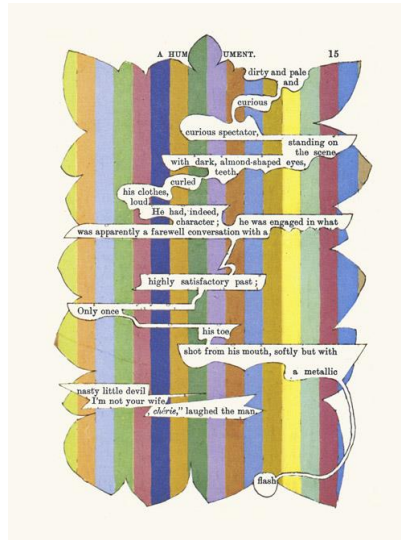 A HUMUMENT. 15
dirty and pale
and
curious
curious spectator,
standing on
the scene
with dark, almond-shaped eyes,
teeth,
curled
his clothes,
loud.
He had, indeed,
character ; he was engaged in what
was apparently a farewell conversation with a
highly satisfactory past ;
Only once
his toe
shot from his mouth, softly but with
a metallic
nasty little devil
I'm not your wife,
chérie," laughed the man.
flash